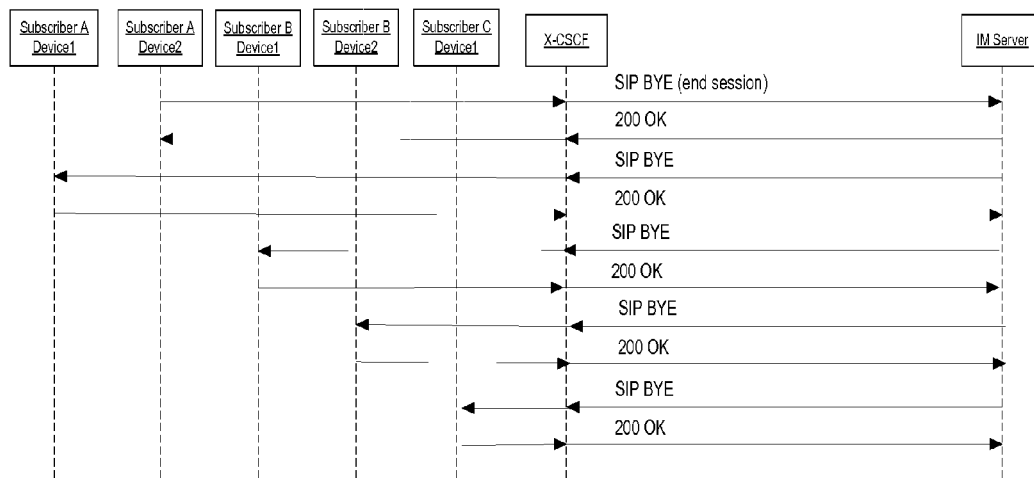 Subscriber A
Device1
Subscriber A
Device2
Subscriber B
Device1
Subscriber B
Device2
Subscriber C
Device1
X-CSCF
IM Server
SIP BYE (end session)
200 OK
SIP BYE
200 OK
SIP BYE
200 OK
SIP BYE
200 OK
SIP BYE
200 OK